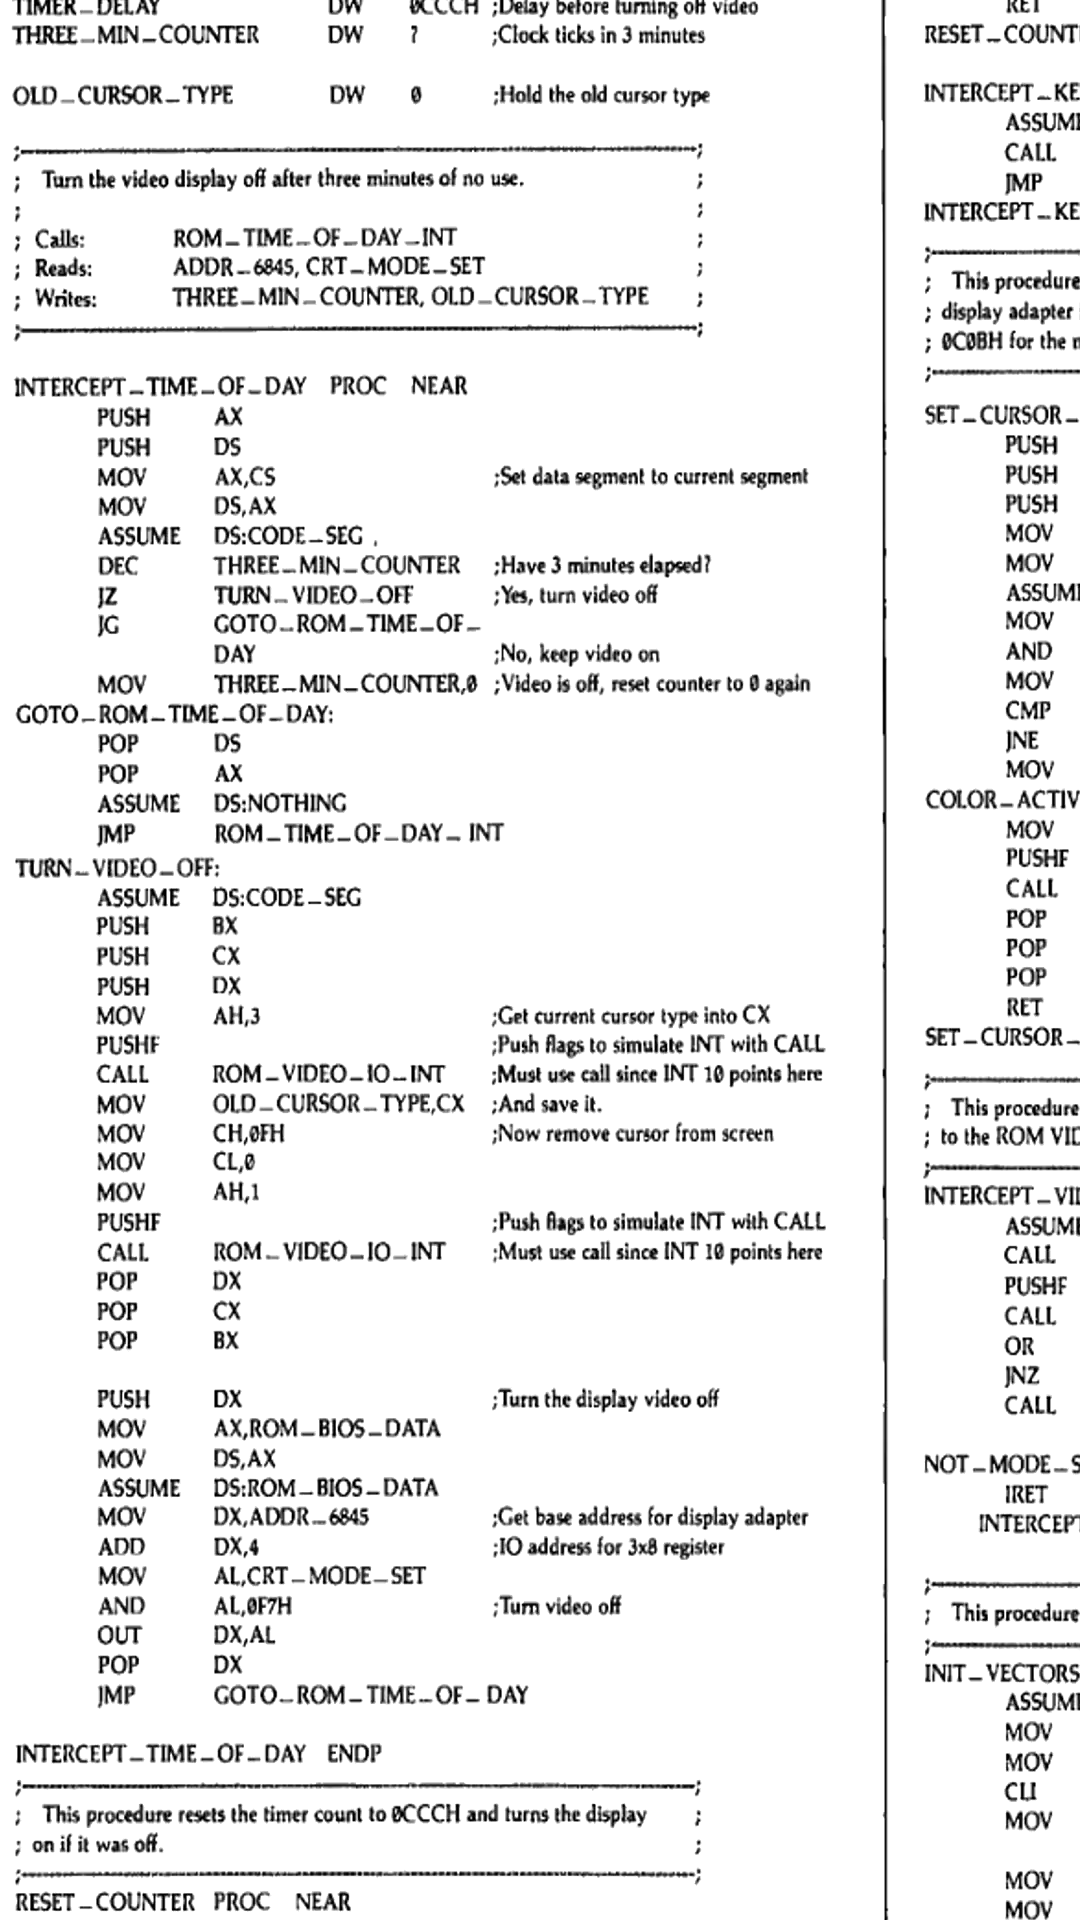 TIMER_DELAY DW 0CCCH ;Delay before turning off video
THREE_MIN_COUNTER DW ? ;Clock ticks in 3 minutes
OLD_CURSOR_TYPE DW 0 ;Hold the old cursor type
;---;
; Turn the video display off after three minutes of no use. ;
; ;
; Calls: ROM_TIME_OF_DAY_INT ;
; Reads: ADDR_6845, CRT_MODE_SET ;
; Writes: THREE_MIN_COUNTER, OLD_CURSOR_TYPE ;
;---;
INTERCEPT_TIME_OF_DAY PROC NEAR
PUSH AX
PUSH DS
MOV AX,CS ;Set data segment to current segment
MOV DS,AX
ASSUME DS:CODE_SEG
DEC THREE_MIN_COUNTER ;Have 3 minutes elapsed?
JZ TURN_VIDEO_OFF ;Yes, turn video off
JG GOTO_ROM_TIME_OF_
DAY ;No, keep video on
MOV THREE_MIN_COUNTER,0 ;Video is off, reset counter to 0 again
GOTO_ROM_TIME_OF_DAY:
POP DS
POP AX
ASSUME DS:NOTHING
JMP ROM_TIME_OF_DAY_INT
TURN_VIDEO_OFF:
ASSUME DS:CODE_SEG
PUSH BX
PUSH CX
PUSH DX
MOV AH,3 ;Get current cursor type into CX
PUSHF ;Push flags to simulate INT with CALL
CALL ROM_VIDEO_IO_INT ;Must use call since INT 10 points here
MOV OLD_CURSOR_TYPE,CX ;And save it.
MOV CH,0FH ;Now remove cursor from screen
MOV CL,0
MOV AH,1
PUSHF ;Push flags to simulate INT with CALL
CALL ROM_VIDEO_IO_INT ;Must use call since INT 10 points here
POP DX
POP CX
POP BX
PUSH DX ;Turn the display video off
MOV AX,ROM_BIOS_DATA
MOV DS,AX
ASSUME DS:ROM_BIOS_DATA
MOV DX,ADDR_6845 ;Get base address for display adapter
ADD DX,4 ;IO address for 3x8 register
MOV AL,CRT_MODE_SET
AND AL,0F7H ;Turn video off
OUT DX,AL
POP DX
JMP GOTO_ROM_TIME_OF_DAY
INTERCEPT_TIME_OF_DAY ENDP
;---;
; This procedure resets the timer count to 0CCCH and turns the display ;
; on if it was off. ;
;---;
RESET_COUNTER PROC NEAR
RET
RESET_COUNT
INTERCEPT_KE
ASSUME
CALL
JMP
INTERCEPT_KE
;---
; This procedure
; display adapter
; 0C0BH for the
;---
SET_CURSOR_
PUSH
PUSH
PUSH
MOV
MOV
ASSUME
MOV
AND
MOV
CMP
JNE
MOV
COLOR_ACTIV
MOV
PUSHF
CALL
POP
POP
POP
RET
SET_CURSOR_
;---
; This procedure
; to the ROM VID
;---
INTERCEPT_VI
ASSUME
CALL
PUSHF
CALL
OR
JNZ
CALL
NOT_MODE_S
IRET
INTERCEPT
;---
; This procedure
;---
INIT_VECTORS
ASSUME
MOV
MOV
CLI
MOV
MOV
MOV